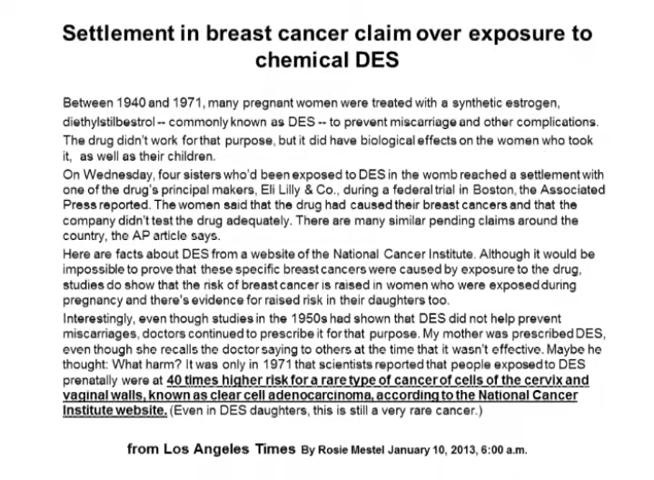 Settlement in breast cancer claim over exposure to
chemical DES
Between 1940 and 1971, many pregnant women were treated with a synthetic estrogen,
diethylstilbestrol -- commonly known as DES -- to prevent miscarriage and other complications.
The drug didn't work for that purpose, but it did have biological effects on the women who took
it, as well as their children.
On Wednesday, four sisters who'd been exposed to DES in the womb reached a settlement with
one of the drug's principal makers, Eli Lilly & Co., during a federal trial in Boston, the Associated
Press reported. The women said that the drug had caused their breast cancers and that the
company didn't test the drug adequately. There are many similar pending claims around the
country, the AP article says.
Here are facts about DES from a website of the National Cancer Institute. Although it would be
impossible to prove that these specific breast cancers were caused by exposure to the drug,
studies do show that the risk of breast cancer is raised in women who were exposed during
pregnancy and there's evidence for raised risk in their daughters too.
Interestingly, even though studies in the 1950s had shown that DES did not help prevent
miscarriages, doctors continued to prescribe it for that purpose. My mother was prescribed DES,
even though she recalls the doctor saying to others at the time that it wasn't effective. Maybe he
thought: What harm? It was only in 1971 that scientists reported that people exposed to DES
prenatally were at 40 times higher risk for a rare type of cancer of cells of the cervix and
vaginal walls, known as clear cell adenocarcinoma, according to the National Cancer
Institute website. (Even in DES daughters, this is still a very rare cancer.)
from Los Angeles Times By Rosie Mestel January 10, 2013, 6:00 a.m.